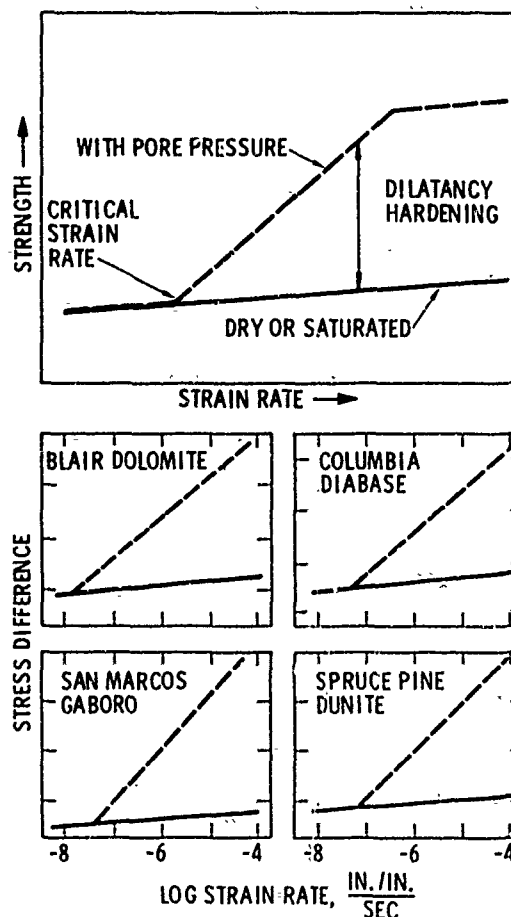 STRENGTH
WITH PORE PRESSURE
CRITICAL
STRAIN
RATE
DILATANCY
HARDENING
DRY OR SATURATED
STRAIN RATE
STRESS DIFFERENCE
BLAIR DOLOMITE
COLUMBIA
DIABASE
SAN MARCOS
GABORO
SPRUCE PINE
DUNITE
-8 -6 -4 -8 -6 -4
LOG STRAIN RATE, IN./IN.
SEC